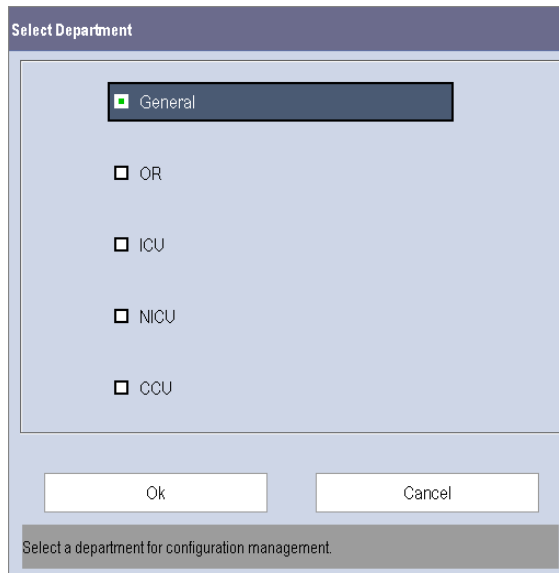 Select Department
General
OR
ICU
NICU
CCU
Ok
Cancel
Select a department for configuration management.